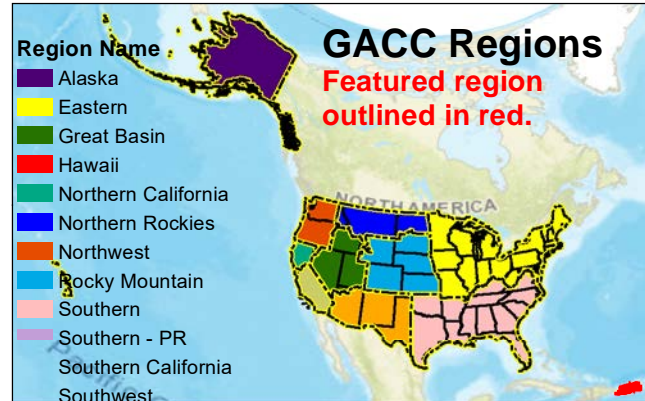 GACC Regions
Featured region
outlined in red.
Region Name
Alaska
Eastern
Great Basin
Hawaii
Northern California
Northern Rockies
Northwest
Rocky Mountain
Southern
Southern - PR
Southern California
Southwest
NORTH AMERICA